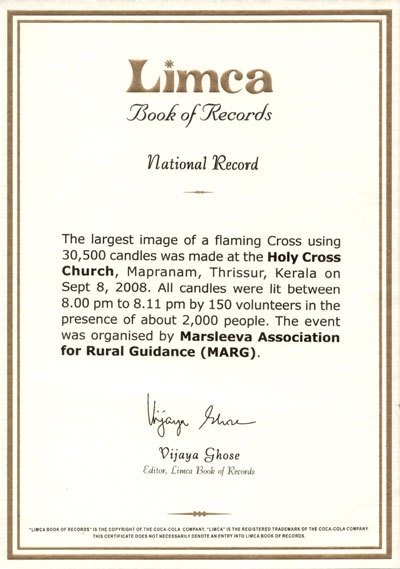 Limca
Book of Records
National Record
The largest image of a flaming Cross using
30,500 candles was made at the Holy Cross
Church, Mapranam, Thrissur, Kerala on
Sept 8, 2008. All candles were lit between
8.00 pm to 8.11 pm by 150 volunteers in the
presence of about 2,000 people. The event
was organised by Marsleeva Association
for Rural Guidance (MARG).
Vijaya Ghose
Vijaya Ghose
Editor, Limca Book of Records
"LIMCA BOOK OF RECORDS" IS THE COPYRIGHT OF THE COCA-COLA COMPANY. "LIMCA" IS THE REGISTERED TRADEMARK OF THE COCA-COLA COMPANY.
THIS CERTIFICATE DOES NOT NECESSARILY DENOTE AN ENTRY INTO LIMCA BOOK OF RECORDS.